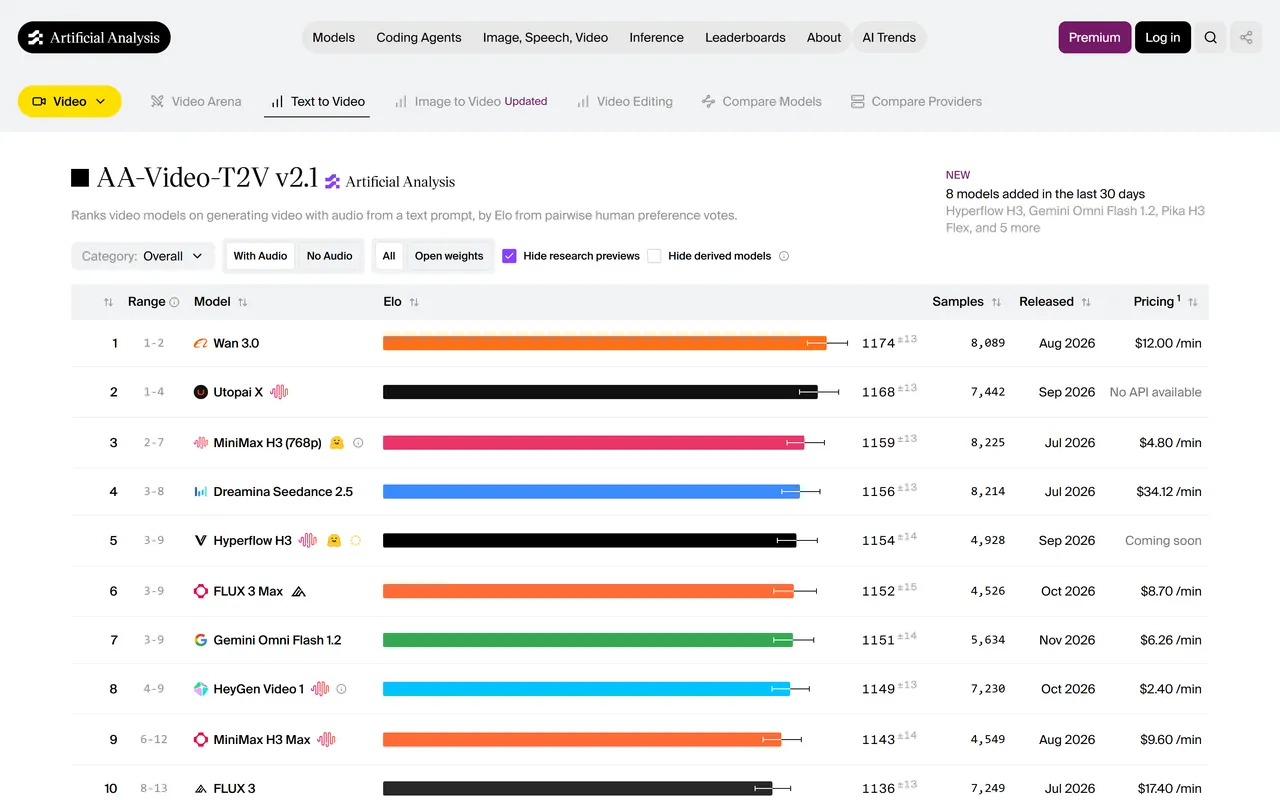 Artificial Analysis
Models Coding Agents Image, Speech, Video Inference Leaderboards About AI Trends
Premium Log in
Video Video Arena Text to Video Image to Video Updated Video Editing Compare Models Compare Providers
AA-Video-T2V v2.1 Artificial Analysis
Ranks video models on generating video with audio from a text prompt, by Elo from pairwise human preference votes.
NEW
8 models added in the last 30 days
Hyperflow H3, Gemini Omni Flash 1.2, Pika H3
Flex, and 5 more
Category: Overall With Audio No Audio All Open weights Hide research previews Hide derived models
Range Model Elo Samples Released Pricing 1
1 1-2 Wan 3.0 1174 ±13 8,089 Aug 2026 $12.00 /min
2 1-4 Utopai X 1168 ±13 7,442 Sep 2026 No API available
3 2-7 MiniMax H3 (768p) 1159 ±13 8,225 Jul 2026 $4.80 /min
4 3-8 Dreamina Seedance 2.5 1156 ±13 8,214 Jul 2026 $34.12 /min
5 3-9 Hyperflow H3 1154 ±14 4,928 Sep 2026 Coming soon
6 3-9 FLUX 3 Max 1152 ±15 4,526 Oct 2026 $8.70 /min
7 3-9 Gemini Omni Flash 1.2 1151 ±14 5,634 Nov 2026 $6.26 /min
8 4-9 HeyGen Video 1 1149 ±13 7,230 Oct 2026 $2.40 /min
9 6-12 MiniMax H3 Max 1143 ±14 4,549 Aug 2026 $9.60 /min
10 8-13 FLUX 3 1136 ±13 7,249 Jul 2026 $17.40 /min